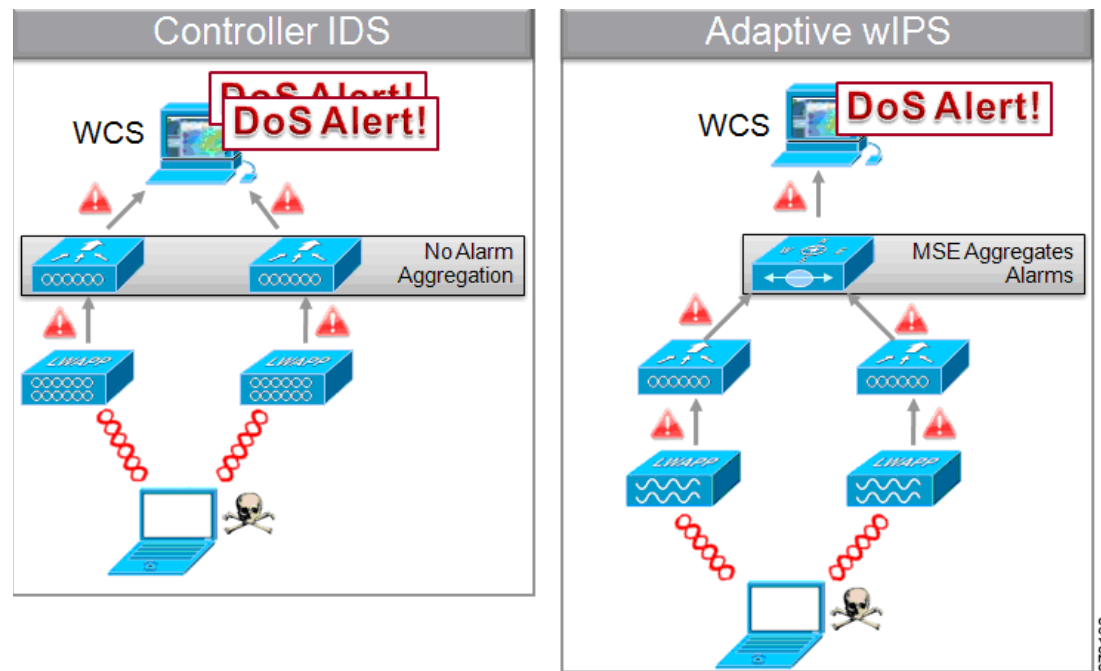 Controller IDS
DoS Alert!
DoS Alert!
WCS
No Alarm
Aggregation
LWAPP
LWAPP
Adaptive wIPS
DoS Alert!
WCS
MSE Aggregates
Alarms
LWAPP
LWAPP